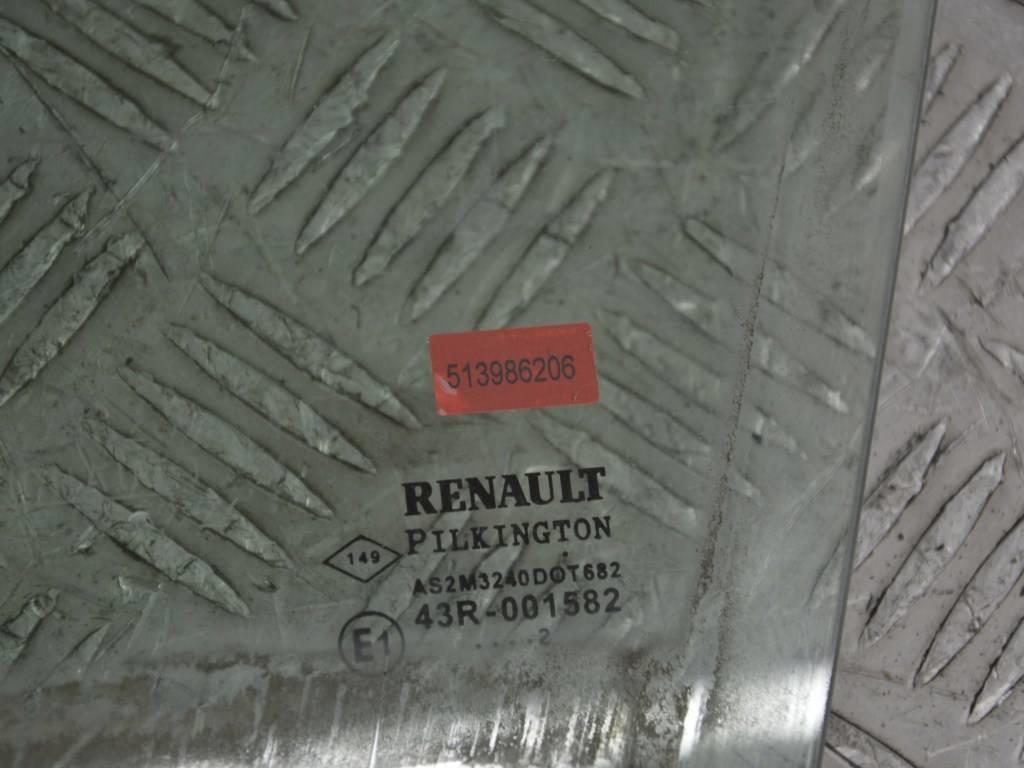 513986206
RENAULT
PILKINGTON
149
AS2M3240DOT682
43R-001582
E1
....2